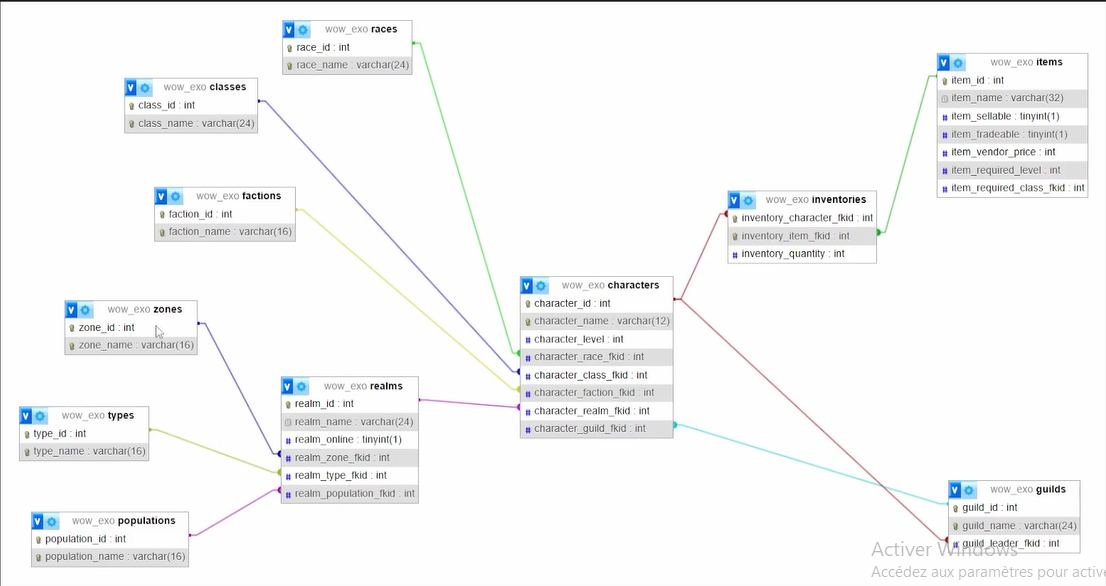 wow_exo races
race_id : int
race_name : varchar(24)
wow_exo classes
class_id : int
class_name : varchar(24)
wow_exo factions
faction_id : int
faction_name : varchar(16)
wow_exo zones
zone_id : int
zone_name : varchar(16)
wow_exo types
type_id : int
type_name : varchar(16)
wow_exo populations
population_id : int
population_name : varchar(16)
wow_exo realms
realm_id : int
realm_name : varchar(24)
realm_online : tinyint(1)
realm_zone_fkid : int
realm_type_fkid : int
realm_population_fkid : int
wow_exo characters
character_id : int
character_name : varchar(12)
character_level : int
character_race_fkid : int
character_class_fkid : int
character_faction_fkid : int
character_realm_fkid : int
character_guild_fkid : int
wow_exo inventories
inventory_character_fkid : int
inventory_item_fkid : int
inventory_quantity : int
wow_exo items
item_id : int
item_name : varchar(32)
item_sellable : tinyint(1)
item_tradeable : tinyint(1)
item_vendor_price : int
item_required_level : int
item_required_class_fkid : int
wow_exo guilds
guild_id : int
guild_name : varchar(24)
guild_leader_fkid : int
Activer Windows
Accédez aux paramètres pour active